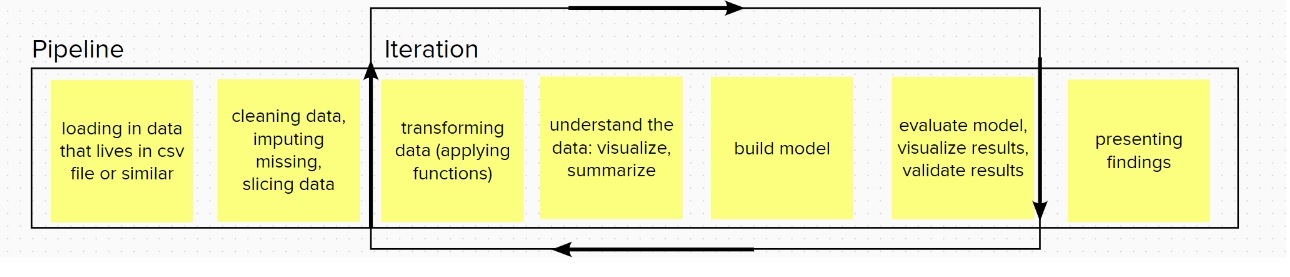 Pipeline
Iteration
loading in data
that lives in csv
file or similar
cleaning data,
imputing
missing,
slicing data
transforming
data (applying
functions)
understand the
data: visualize,
summarize
build model
evaluate model,
visualize results,
validate results
presenting
findings